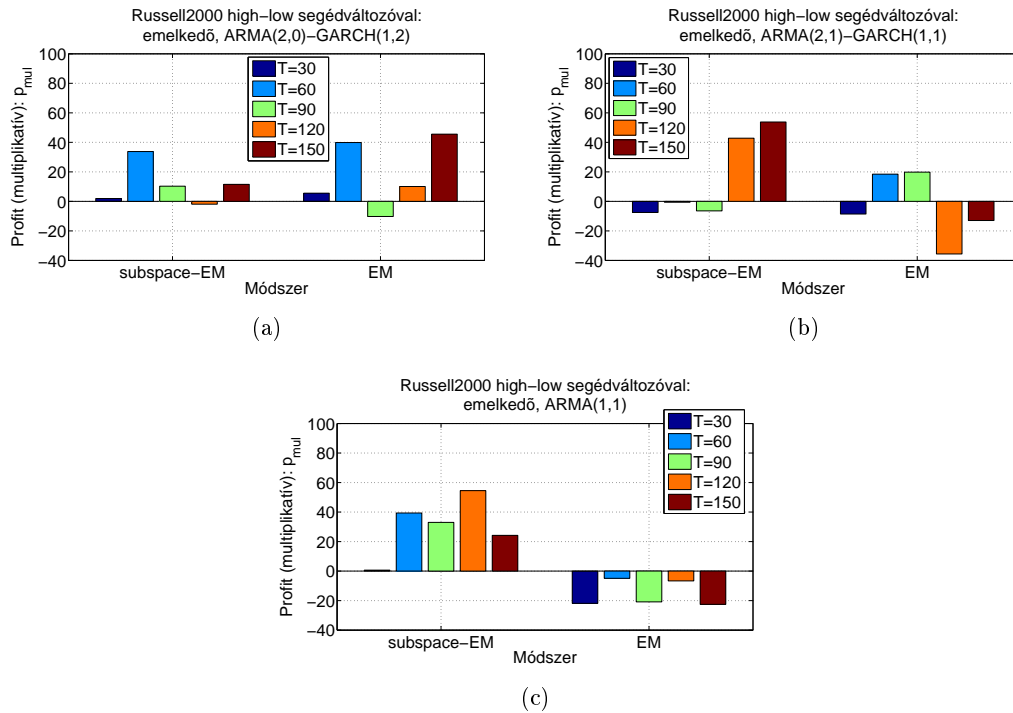 Russell2000 high−low segédváltozóval:
emelkedõ, ARMA(2,0)−GARCH(1,2)
Profit (multiplikatív): p_mul
100
80
60
40
20
0
−20
−40
T=30
T=60
T=90
T=120
T=150
subspace−EM
EM
Módszer
(a)
Russell2000 high−low segédváltozóval:
emelkedõ, ARMA(2,1)−GARCH(1,1)
Profit (multiplikatív): p_mul
100
80
60
40
20
0
−20
−40
T=30
T=60
T=90
T=120
T=150
subspace−EM
EM
Módszer
(b)
Russell2000 high−low segédváltozóval:
emelkedõ, ARMA(1,1)
Profit (multiplikatív): p_mul
100
80
60
40
20
0
−20
−40
T=30
T=60
T=90
T=120
T=150
subspace−EM
EM
Módszer
(c)